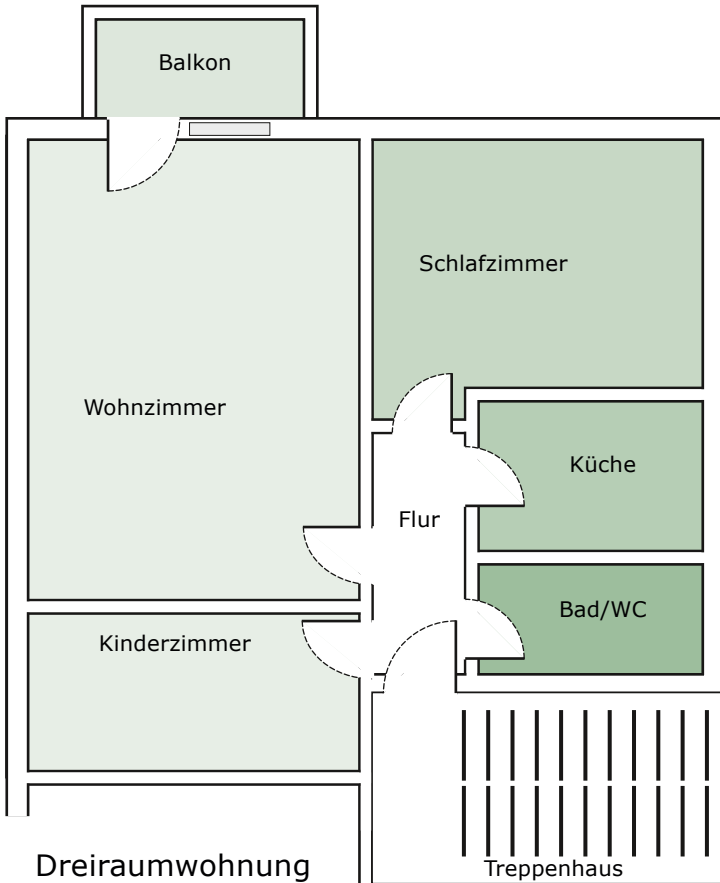 Balkon
Schlafzimmer
Wohnzimmer
Küche
Flur
Bad/WC
Kinderzimmer
Dreiraumwohnung
Treppenhaus